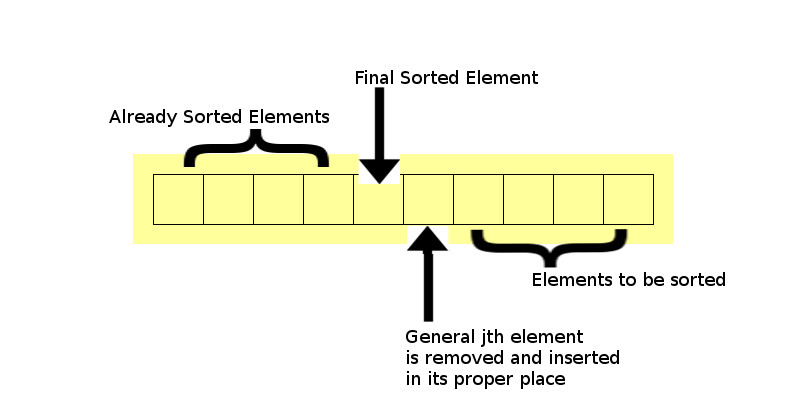 Final Sorted Element
Already Sorted Elements
Elements to be sorted
General jth element
is removed and inserted
in its proper place